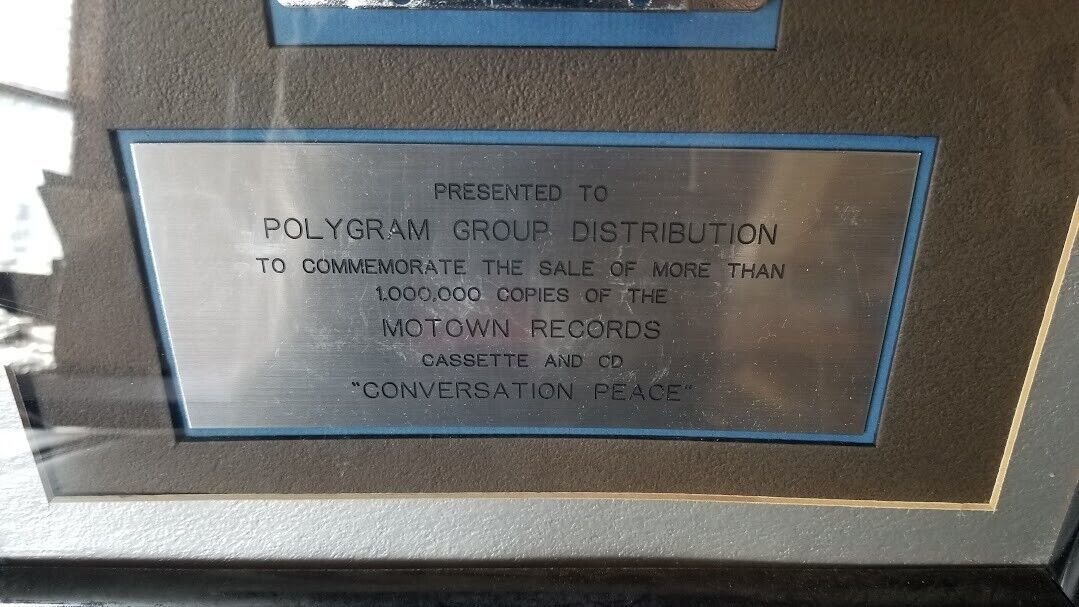 PRESENTED TO
POLYGRAM GROUP DISTRIBUTION
TO COMMEMORATE THE SALE OF MORE THAN
1,000,000 COPIES OF THE
MOTOWN RECORDS
CASSETTE AND CD
"CONVERSATION PEACE"